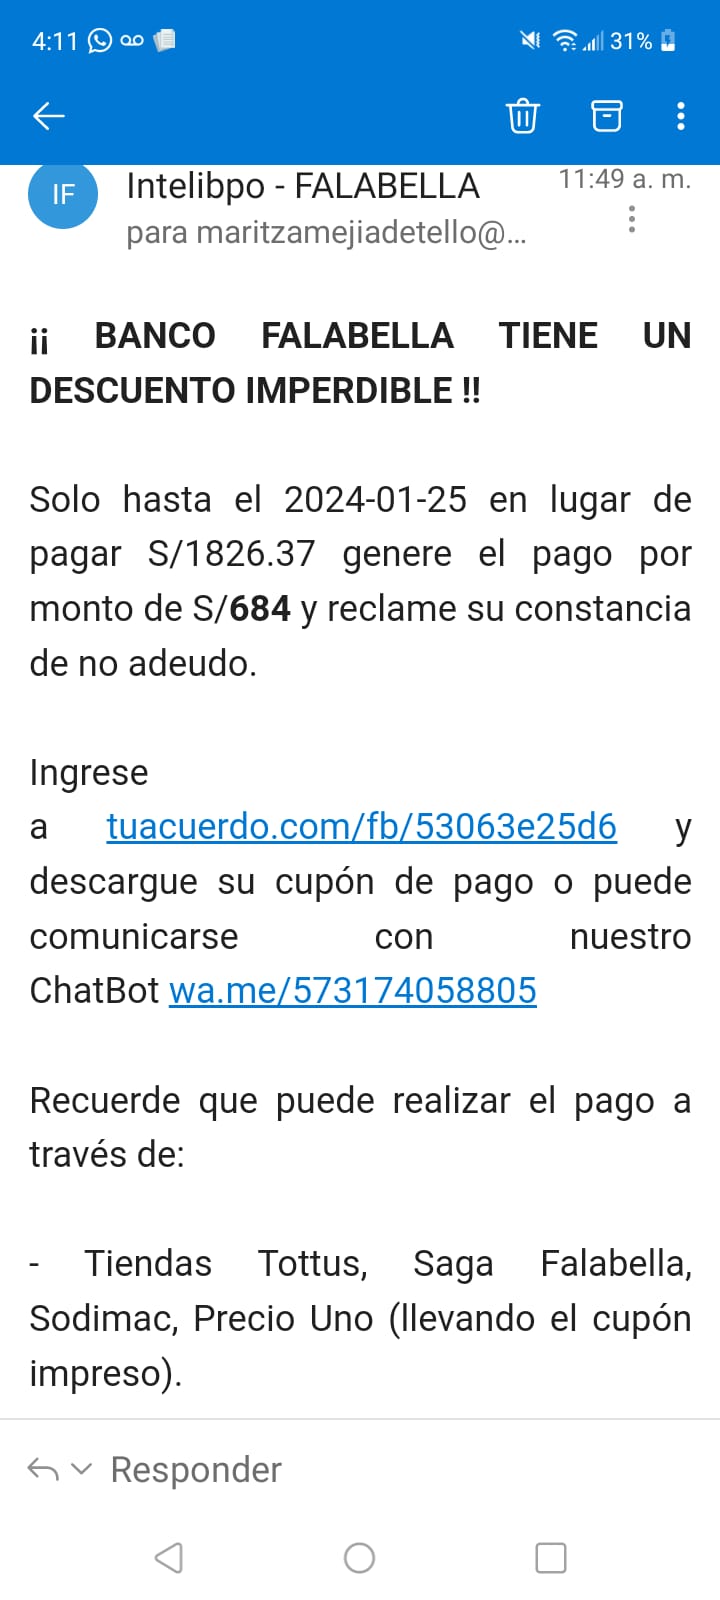 4:11
31%
IF
Intelibpo - FALABELLA
11:49 a. m.
para maritzamejiadetello@...
¡¡ BANCO FALABELLA TIENE UN
DESCUENTO IMPERDIBLE !!
Solo hasta el 2024-01-25 en lugar de
pagar S/1826.37 genere el pago por
monto de S/684 y reclame su constancia
de no adeudo.
Ingrese
a tuacuerdo.com/fb/53063e25d6 y
descargue su cupón de pago o puede
comunicarse con nuestro
ChatBot wa.me/573174058805
Recuerde que puede realizar el pago a
través de:
- Tiendas Tottus, Saga Falabella,
Sodimac, Precio Uno (llevando el cupón
impreso).
Responder